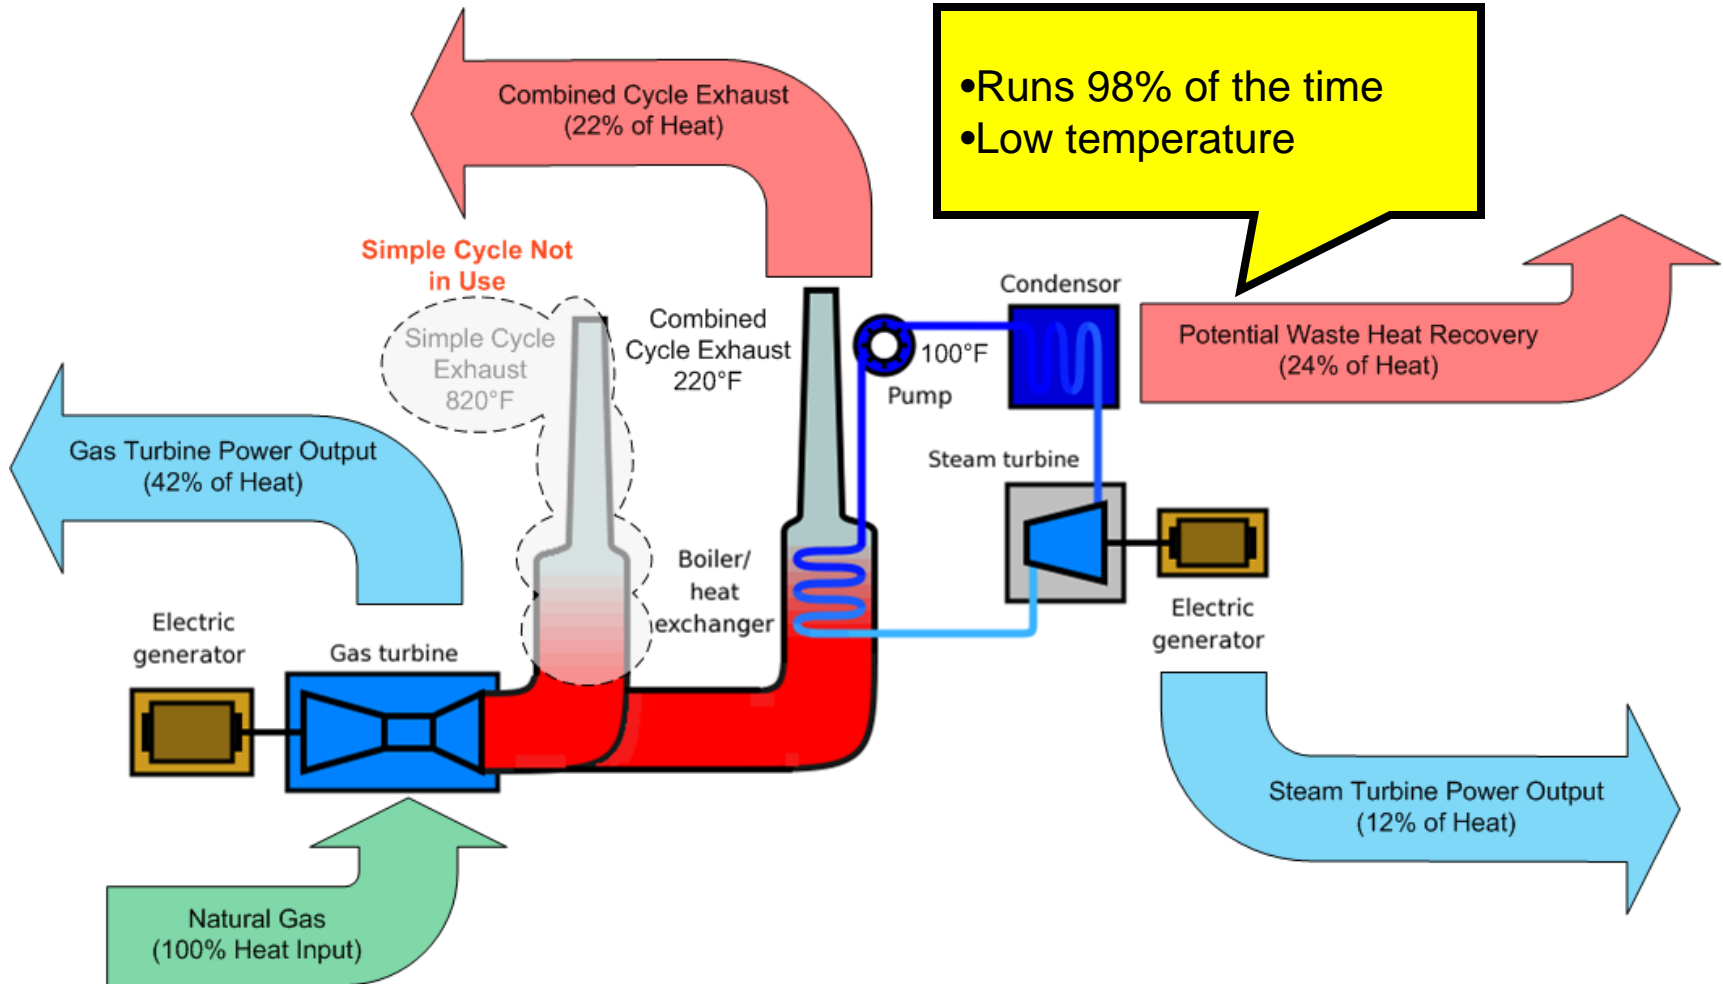 Combined Cycle Exhaust
(22% of Heat)
•Runs 98% of the time
•Low temperature
Simple Cycle Not
in Use
Simple Cycle
Exhaust
820°F
Combined
Cycle Exhaust
220°F
100°F
Pump
Condensor
Potential Waste Heat Recovery
(24% of Heat)
Gas Turbine Power Output
(42% of Heat)
Steam turbine
Boiler/
heat
exchanger
Electric
generator
Gas turbine
Electric
generator
Steam Turbine Power Output
(12% of Heat)
Natural Gas
(100% Heat Input)